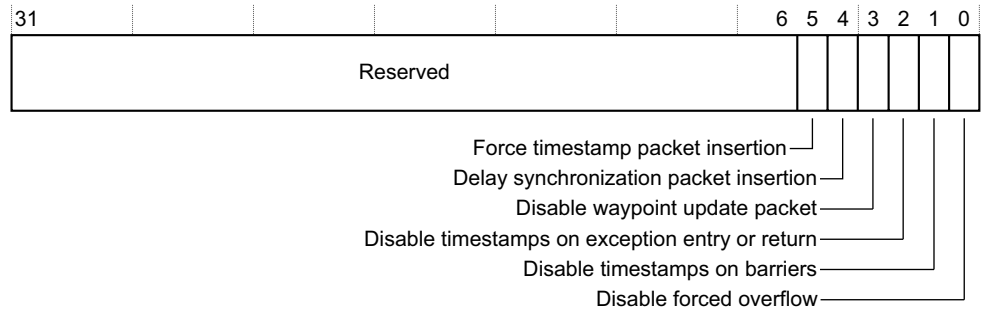 31 6 5 4 3 2 1 0
Reserved
Force timestamp packet insertion
Delay synchronization packet insertion
Disable waypoint update packet
Disable timestamps on exception entry or return
Disable timestamps on barriers
Disable forced overflow